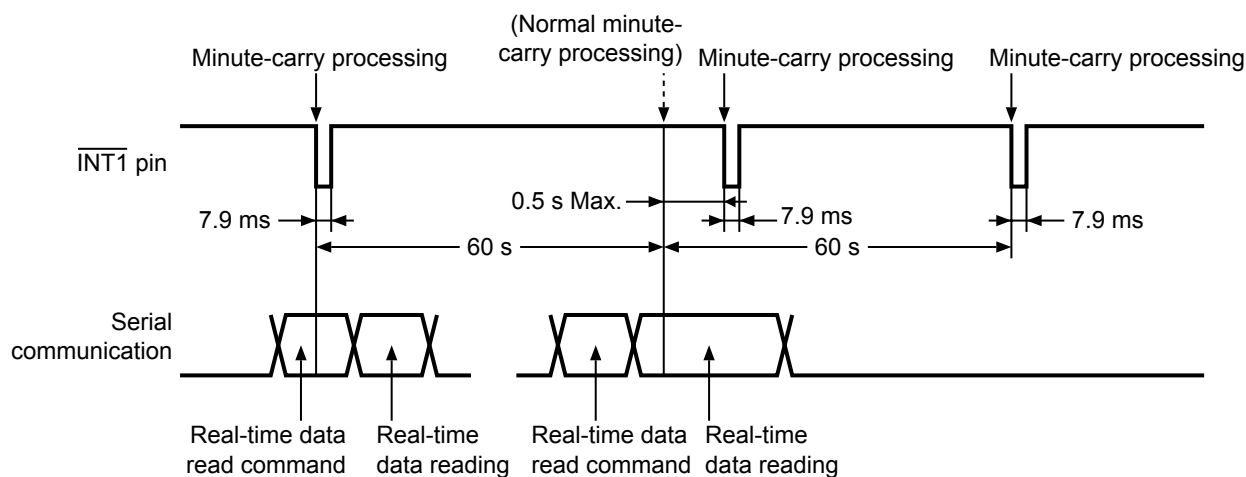 (Normal minute-
carry processing)
Minute-carry processing
Minute-carry processing
Minute-carry processing
INT1 pin
0.5 s Max.
7.9 ms
7.9 ms
7.9 ms
60 s
60 s
Serial
communication
Real-time data
read command
Real-time
data reading
Real-time data
read command
Real-time
data reading